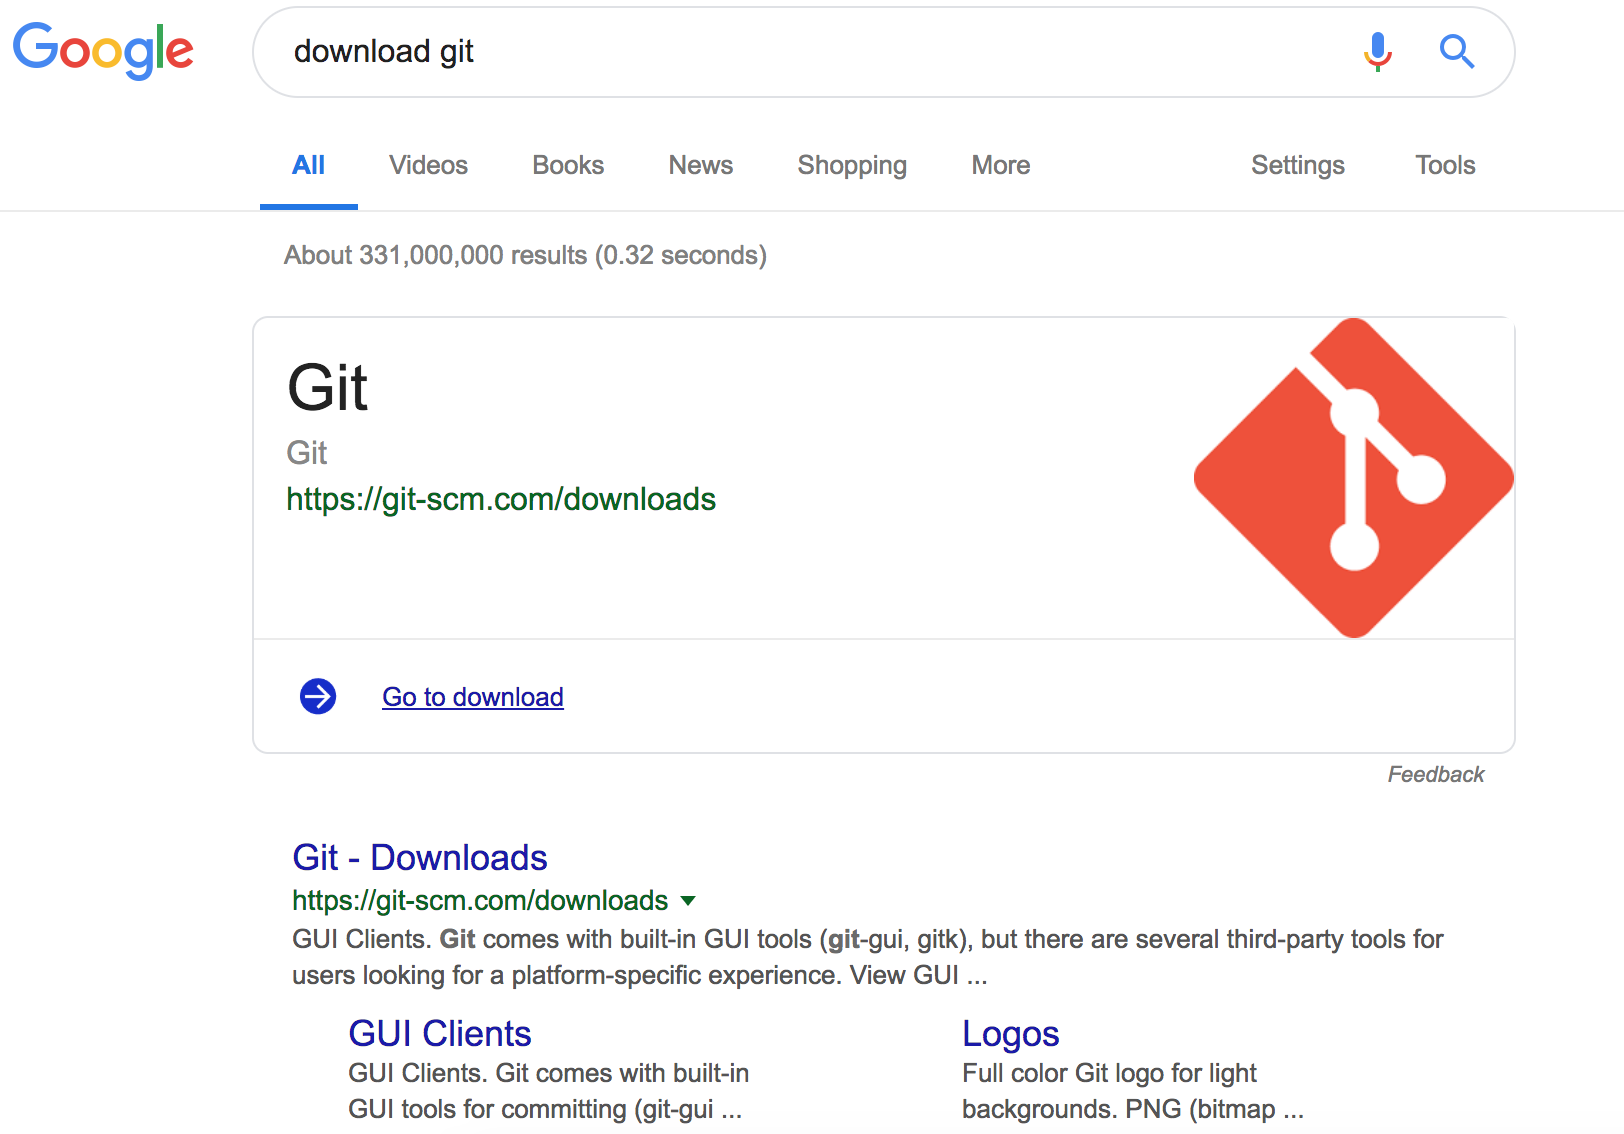 Google
download git
All Videos Books News Shopping More Settings Tools
About 331,000,000 results (0.32 seconds)
Git
Git
https://git-scm.com/downloads
Go to download
Feedback
Git - Downloads
https://git-scm.com/downloads
GUI Clients. Git comes with built-in GUI tools (git-gui, gitk), but there are several third-party tools for
users looking for a platform-specific experience. View GUI ...
GUI Clients
GUI Clients. Git comes with built-in
GUI tools for committing (git-gui ...
Logos
Full color Git logo for light
backgrounds. PNG (bitmap ...